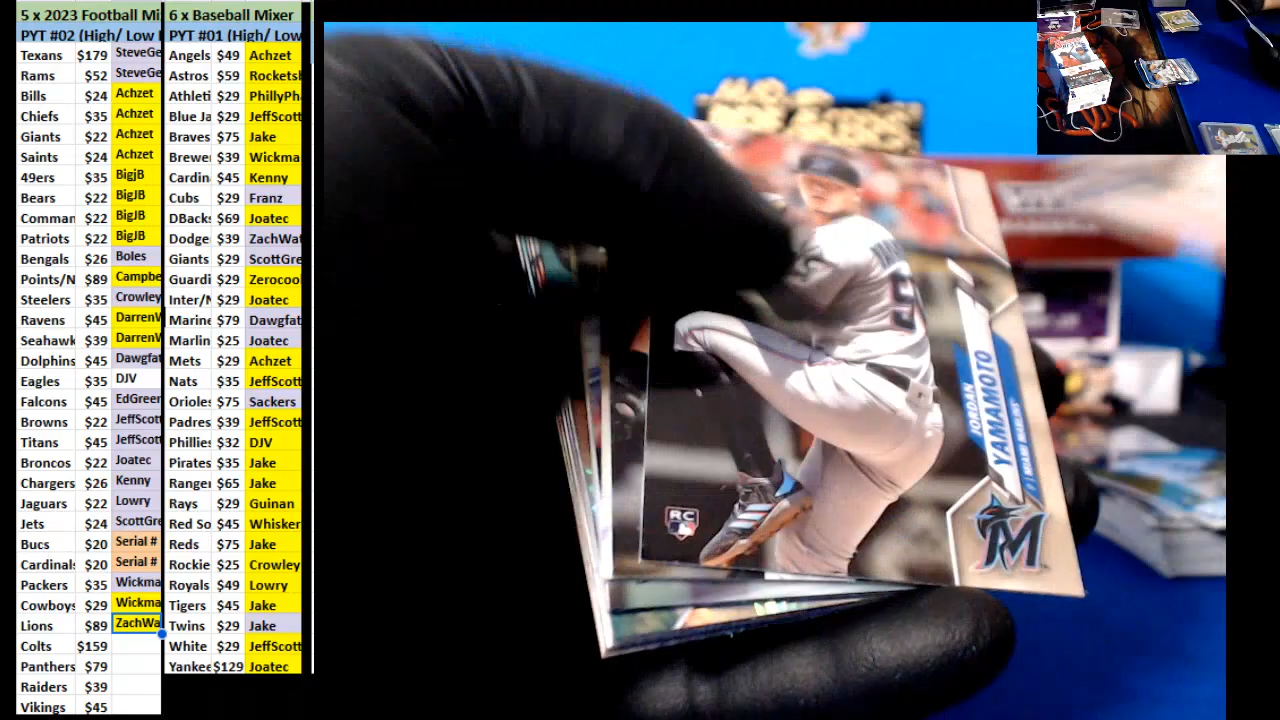 5 x 2023 Football Mi
PYT #02 (High/ Low
Texans $179 SteveGe
Rams $52 SteveGe
Bills $24 Achzet
Chiefs $35 Achzet
Giants $22 Achzet
Saints $24 Achzet
49ers $35 BigjB
Bears $22 BigJB
Comman $22 BigJB
Patriots $22 BigJB
Bengals $26 Boles
Points/N $89 Campbe
Steelers $35 Crowley
Ravens $45 DarrenW
Seahawk $39 DarrenW
Dolphins $45 Dawgfat
Eagles $35 DJV
Falcons $45 EdGreer
Browns $22 JeffScott
Titans $45 JeffScott
Broncos $22 Joatec
Chargers $26 Kenny
Jaguars $22 Lowry
Jets $24 ScottGre
Bucs $20 Serial #
Cardinal $20 Serial #
Packers $35 Wickma
Cowboys $29 Wickma
Lions $89 ZachWa
Colts $159
Panthers $79
Raiders $39
Vikings $45
6 x Baseball Mixer
PYT #01 (High/ Low
Angels $49 Achzet
Astros $59 Rocketsh
Athleti $29 PhillyPh
Blue Ja $29 JeffScott
Braves $75 Jake
Brewe $39 Wickma
Cardin $45 Kenny
Cubs $29 Franz
DBacks $69 Joatec
Dodge $39 ZachWat
Giants $29 ScottGre
Guardi $29 Zerocool
Inter/N $29 Joatec
Marine $79 Dawgfat
Marlin $25 Joatec
Mets $29 Achzet
Nats $35 JeffScott
Orioles $75 Sackers
Padres $39 JeffScott
Phillies $32 DJV
Pirates $35 Jake
Ranger $65 Jake
Rays $29 Guinan
Red So $45 Whisker
Reds $75 Jake
Rockie $25 Crowley
Royals $49 Lowry
Tigers $45 Jake
Twins $29 Jake
White $29 JeffScott
Yankee $129 Joatec
JORDAN
YAMAMOTO
P | MIAMI MARLINS
RC
M